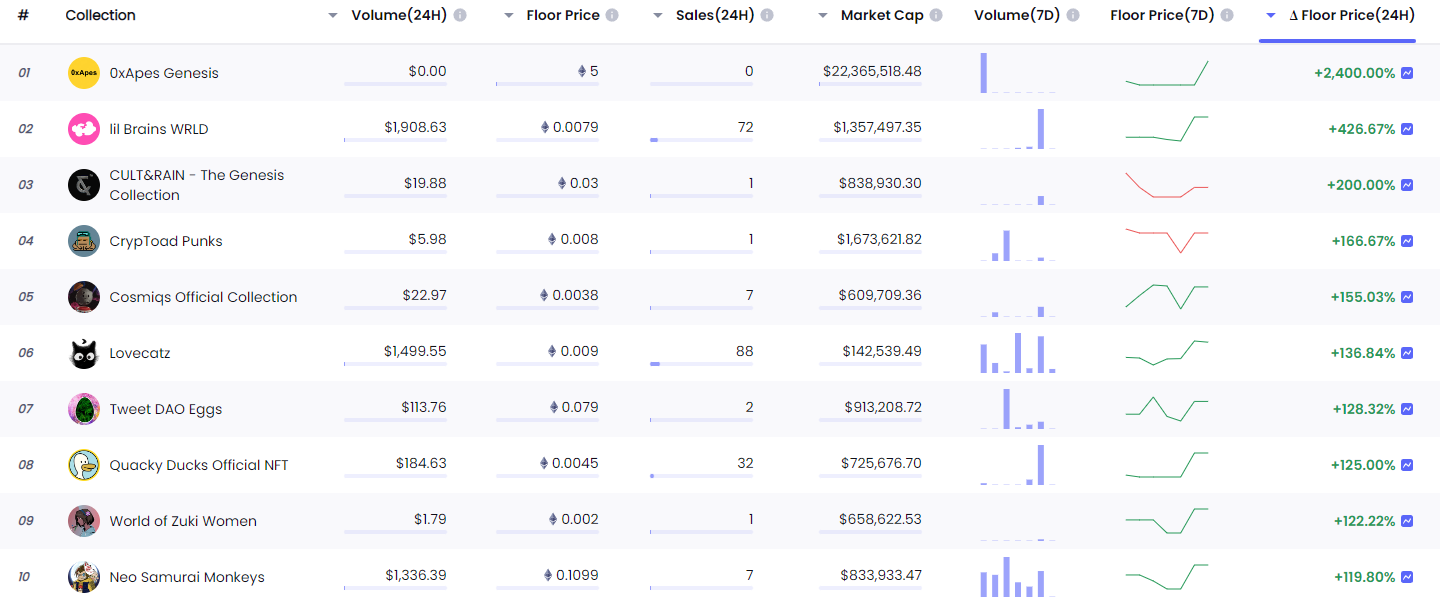 # Collection Volume(24H) Floor Price Sales(24H) Market Cap Volume(7D) Floor Price(7D) Δ Floor Price(24H)
01 0xApes 0xApes Genesis $0.00 5 0 $22,365,518.48 +2,400.00%
02 lil Brains WRLD $1,908.63 0.0079 72 $1,357,497.35 +426.67%
03 CULT&RAIN - The Genesis
Collection $19.88 0.03 1 $838,930.30 +200.00%
04 CrypToad Punks $5.98 0.008 1 $1,673,621.82 +166.67%
05 Cosmiqs Official Collection $22.97 0.0038 7 $609,709.36 +155.03%
06 Lovecatz $1,499.55 0.009 88 $142,539.49 +136.84%
07 Tweet DAO Eggs $113.76 0.079 2 $913,208.72 +128.32%
08 Quacky Ducks Official NFT $184.63 0.0045 32 $725,676.70 +125.00%
09 World of Zuki Women $1.79 0.002 1 $658,622.53 +122.22%
10 Neo Samurai Monkeys $1,336.39 0.1099 7 $833,933.47 +119.80%